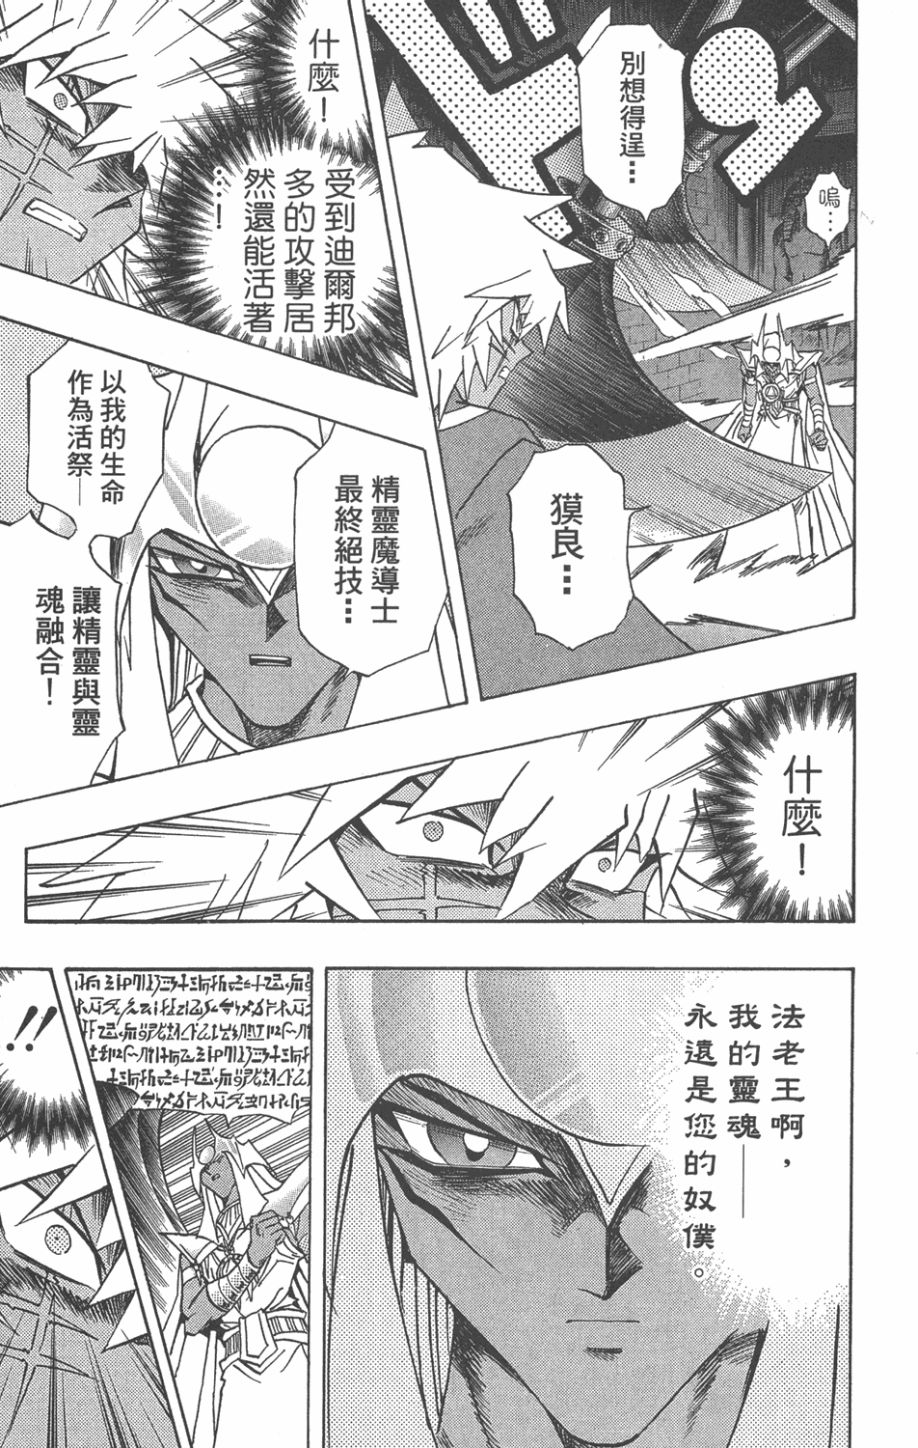 嗚…
別想得逞…
ドッ
獏良…
什麼！
受到迪爾邦
多的攻擊居
然還能活著
…！
精靈魔導士
最終絕技…
以我的生命
作為活祭─
讓精靈與靈
魂融合！
什麼！
法老王啊，
我的靈魂──
永遠是您的奴僕。
!!